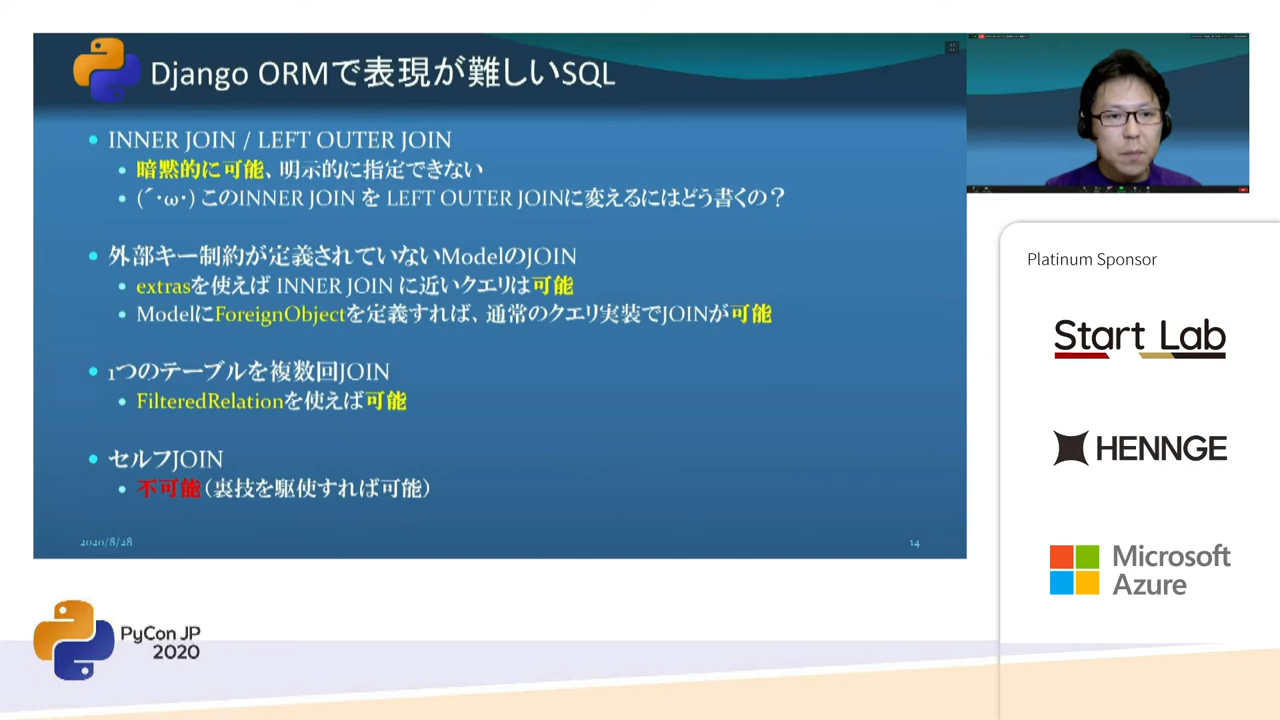 Django ORMで表現が難しいSQL
INNER JOIN / LEFT OUTER JOIN
暗黙的に可能、明示的に指定できない
(´・ω・) このINNER JOIN を LEFT OUTER JOINに変えるにはどう書くの？
外部キー制約が定義されていないModelのJOIN
extrasを使えば INNER JOIN に近いクエリは可能
ModelにForeignObjectを定義すれば、通常のクエリ実装でJOINが可能
1つのテーブルを複数回JOIN
FilteredRelationを使えば可能
セルフJOIN
不可能(裏技を駆使すれば可能)
2020/8/28
14
Platinum Sponsor
Start Lab
HENNGE
Microsoft
Azure
PyCon JP
2020